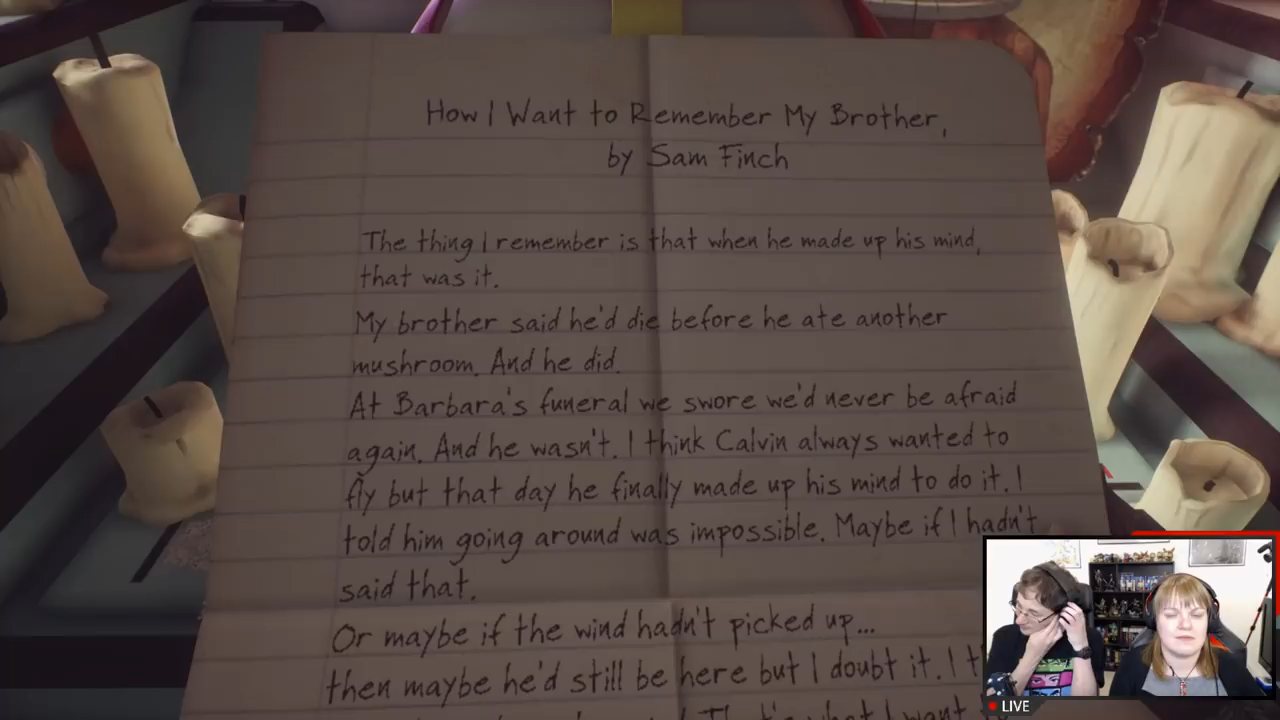 How I Want to Remember My Brother,
by Sam Finch
The thing I remember is that when he made up his mind,
that was it.
My brother said he'd die before he ate another
mushroom. And he did.
At Barbara's funeral we swore we'd never be afraid
again. And he wasn't. I think Calvin always wanted to
fly but that day he finally made up his mind to do it. I
told him going around was impossible. Maybe if I hadn't
said that.
Or maybe if the wind hadn't picked up...
then maybe he'd still be here but I doubt it. I
what I want
LIVE